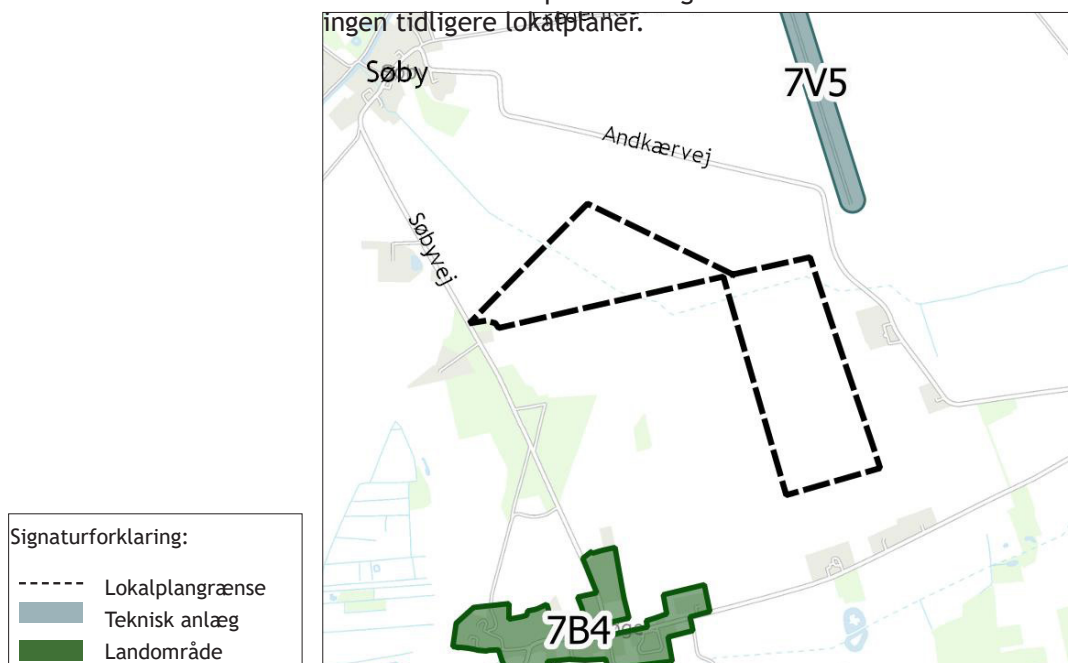 ingen tidligere lokalplaner.
Søby
7V5
Andkærvej
Søbyvej
Signaturforklaring:
Lokalplangrænse
Teknisk anlæg
Landområde
7B4